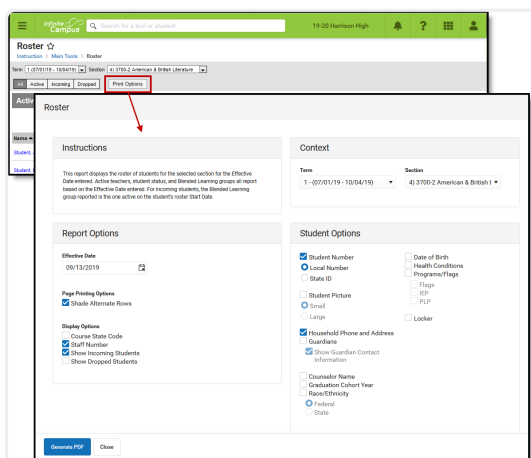 Infinite Campus
Search for a tool or student
19-20 Harrison High
Roster
Instruction > Main Tools > Roster
Term 1 (07/01/19 - 10/04/19) Section 4) 3700-2 American & British Literature
All Active Incoming Dropped Print Options
Activ
Name
Student,
Student,
Roster
Instructions
This report displays the roster of students for the selected section for the Effective
Date entered. Active teachers, student status, and Blended Learning groups all report
based on the Effective Date entered. For incoming students, the Blended Learning
group reported is the one active on the student's roster Start Date.
Context
Term
Section
1 - (07/01/19 - 10/04/19)
4) 3700-2 American & British l
Report Options
Effective Date
09/13/2019
Page Printing Options
Shade Alternate Rows
Display Options
Course State Code
Staff Number
Show Incoming Students
Show Dropped Students
Student Options
Student Number
Local Number
State ID
Student Picture
Small
Large
Household Phone and Address
Guardians
Show Guardian Contact
Information
Counselor Name
Graduation Cohort Year
Race/Ethnicity
Federal
State
Date of Birth
Health Conditions
Programs/Flags
Flags
IEP
PLP
Locker
Generate PDF Close